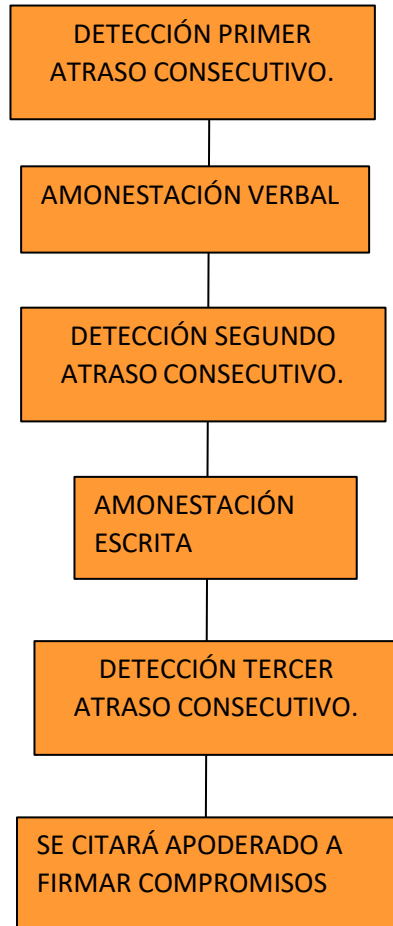 DETECCIÓN PRIMER
ATRASO CONSECUTIVO.
AMONESTACIÓN VERBAL
DETECCIÓN SEGUNDO
ATRASO CONSECUTIVO.
AMONESTACIÓN
ESCRITA
DETECCIÓN TERCER
ATRASO CONSECUTIVO.
SE CITARÁ APODERADO A
FIRMAR COMPROMISOS